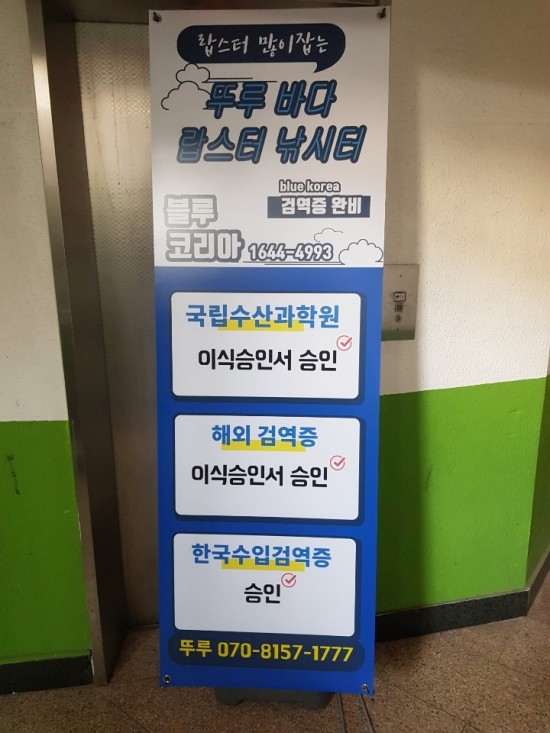 랍스터 많이잡는
뚜루 바다
랍스터 낚시터
blue korea
검역증 완비
블루
코리아 1644-4993
국립수산과학원
이식승인서 승인
해외 검역증
이식승인서 승인
한국수입검역증
승인
뚜루 070-8157-1777